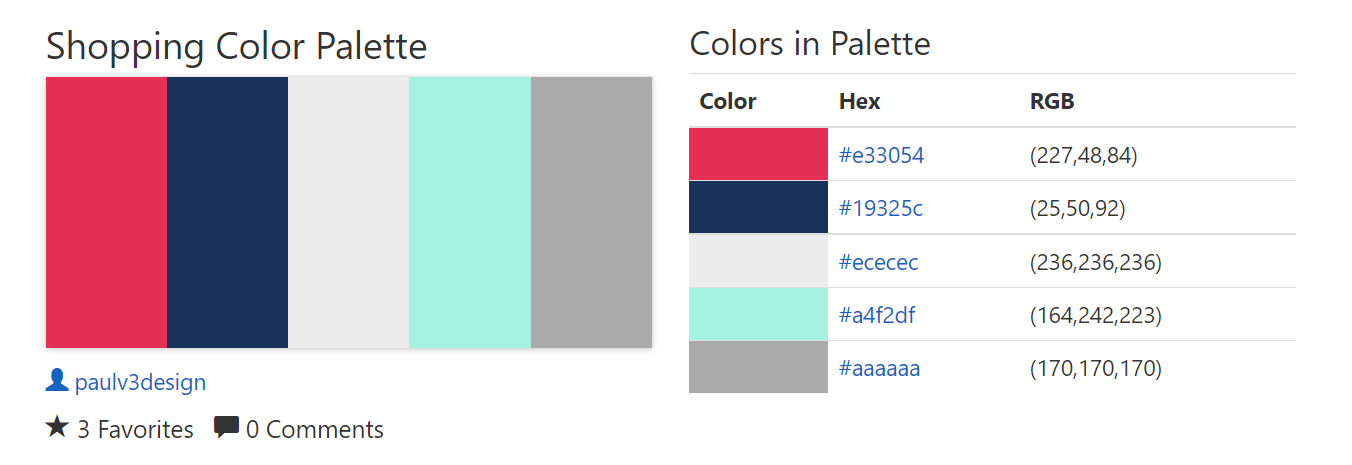 Shopping Color Palette
paulv3design
3 Favorites 0 Comments
Colors in Palette
Color Hex RGB
#e33054 (227,48,84)
#19325c (25,50,92)
#ececec (236,236,236)
#a4f2df (164,242,223)
#aaaaaa (170,170,170)